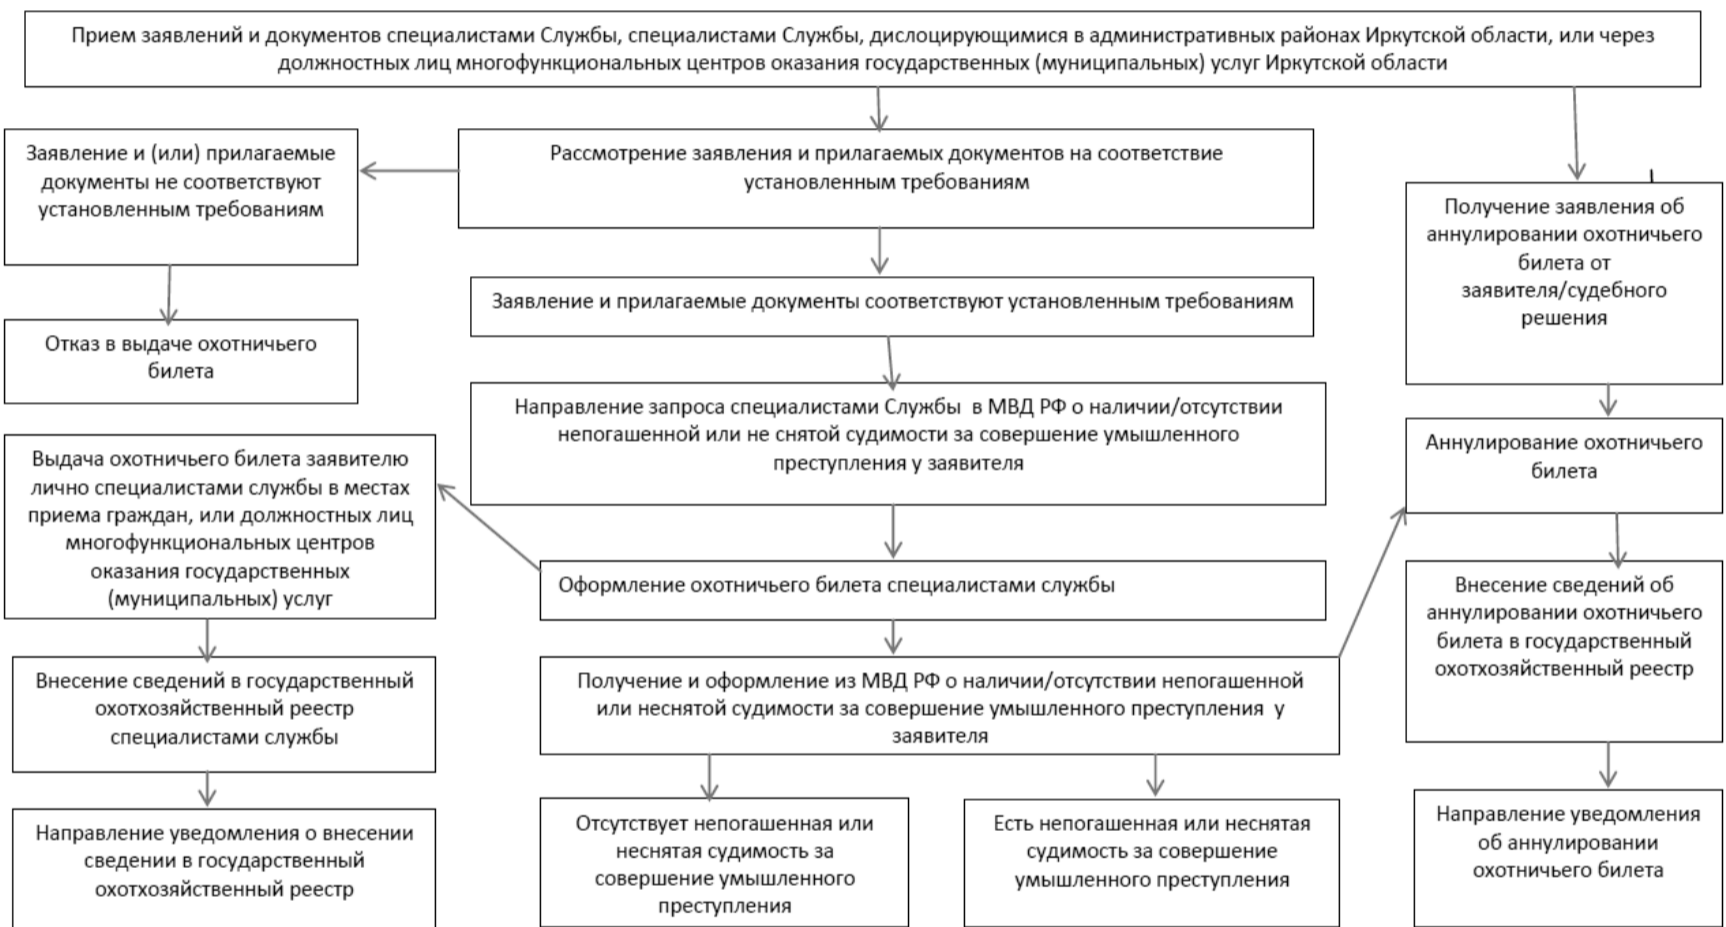 Прием заявлений и документов специалистами Службы, специалистами Службы, дислоцирующимися в административных районах Иркутской области, или через
должностных лиц многофункциональных центров оказания государственных (муниципальных) услуг Иркутской области
Заявление и (или) прилагаемые
документы не соответствуют
установленным требованиям
Рассмотрение заявления и прилагаемых документов на соответствие
установленным требованиям
Получение заявления об
аннулировании охотничьего
билета от
заявителя/судебного
решения
Заявление и прилагаемые документы соответствуют установленным требованиям
Отказ в выдаче охотничьего
билета
Направление запроса специалистами Службы  в МВД РФ о наличии/отсутствии
непогашенной или не снятой судимости за совершение умышленного
преступления у заявителя
Аннулирование охотничьего
билета
Выдача охотничьего билета заявителю
лично специалистами службы в местах
приема граждан, или должностных лиц
многофункциональных центров
оказания государственных
(муниципальных) услуг
Оформление охотничьего билета специалистами службы
Внесение сведений об
аннулировании охотничьего
билета в государственный
охотхозяйственный реестр
Внесение сведений в государственный
охотхозяйственный реестр
специалистами службы
Получение и оформление из МВД РФ о наличии/отсутствии непогашенной
или неснятой судимости за совершение умышленного преступления  у
заявителя
Направление уведомления о внесении
сведении в государственный
охотхозяйственный реестр
Отсутствует непогашенная или
неснятая судимость за
совершение умышленного
преступления
Есть непогашенная или неснятая
судимость за совершение
умышленного преступления
Направление уведомления
об аннулировании
охотничьего билета